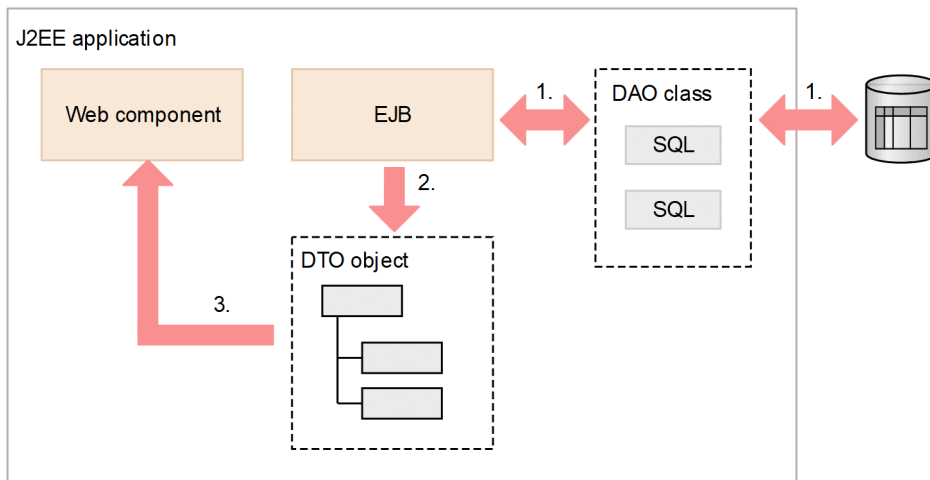 J2EE application
Web component
EJB
1.
DAO class
1.
SQL
SQL
2.
DTO object
3.